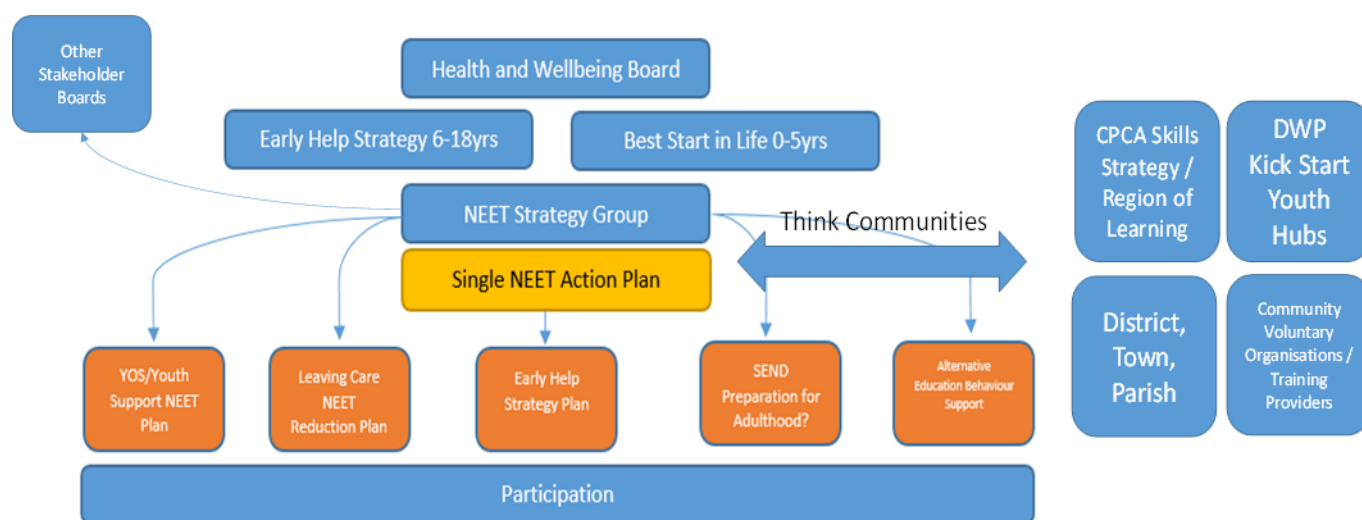 Other
Stakeholder
Boards
Health and Wellbeing Board
Early Help Strategy 6-18yrs
Best Start in Life 0-5yrs
NEET Strategy Group
Think Communities
Single NEET Action Plan
YOS/Youth
Support NEET
Plan
Leaving Care
NEET
Reduction Plan
Early Help
Strategy Plan
SEND
Preparation for
Adulthood?
Alternative
Education Behaviour
Support
Participation
CPCA Skills
Strategy /
Region of
Learning
DWP
Kick Start
Youth
Hubs
District,
Town,
Parish
Community
Voluntary
Organisations /
Training
Providers